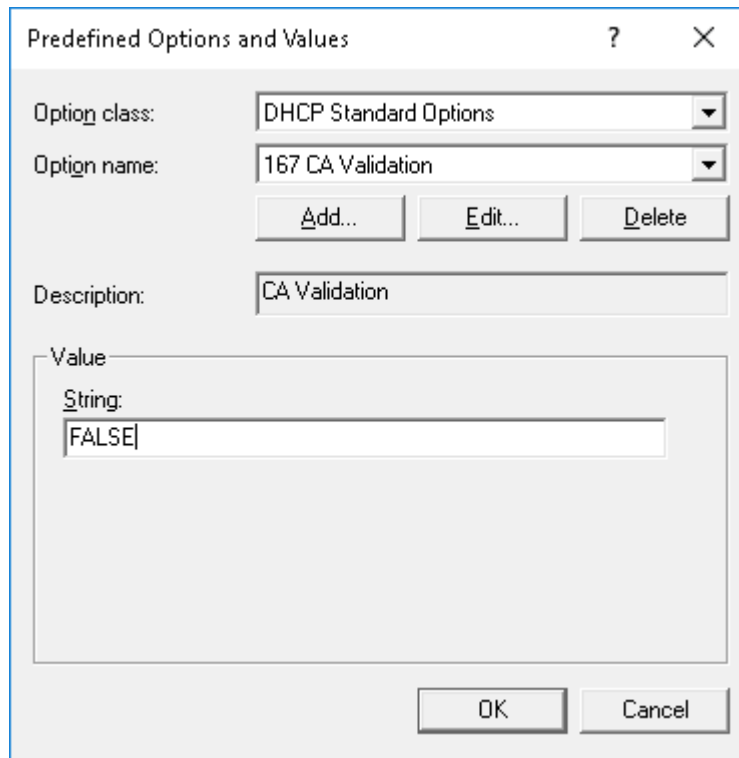 Predefined Options and Values ? ×
Option class: DHCP Standard Options
Option name: 167 CA Validation
Add... Edit... Delete
Description: CA Validation
Value
String:
FALSE
OK Cancel